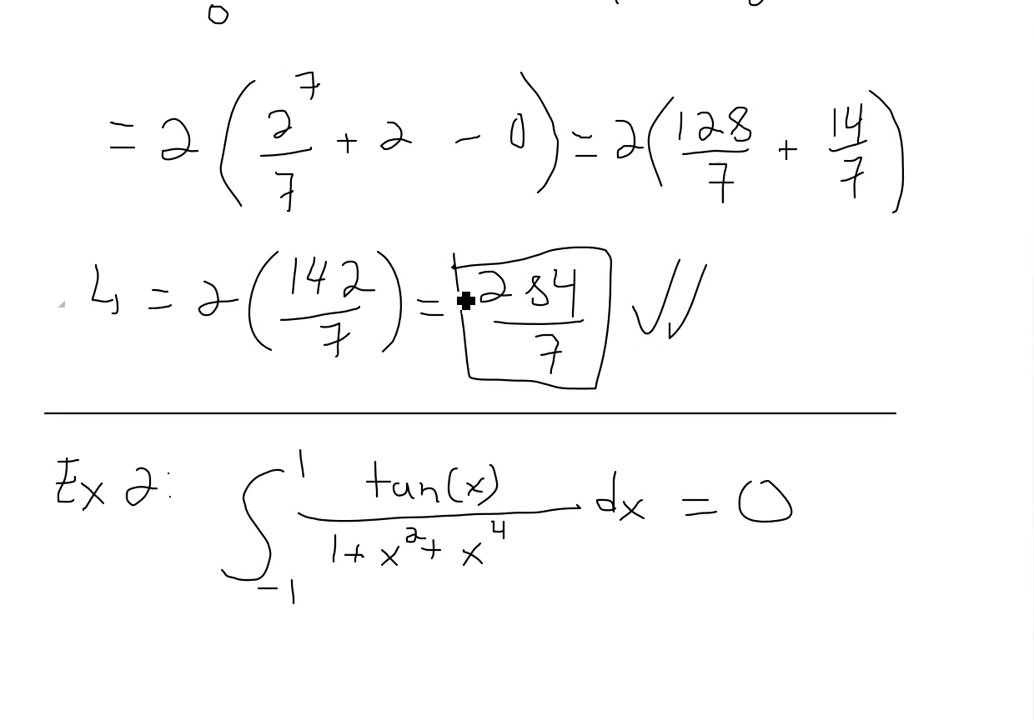 0
= 2 ( 2^7/7 + 2 - 0 ) = 2 ( 128/7 + 14/7 )
= 2 ( 142/7 ) = 284/7
Ex 2: ∫_{-1}^{1} tan(x)/(1 + x^2 + x^4) dx = 0